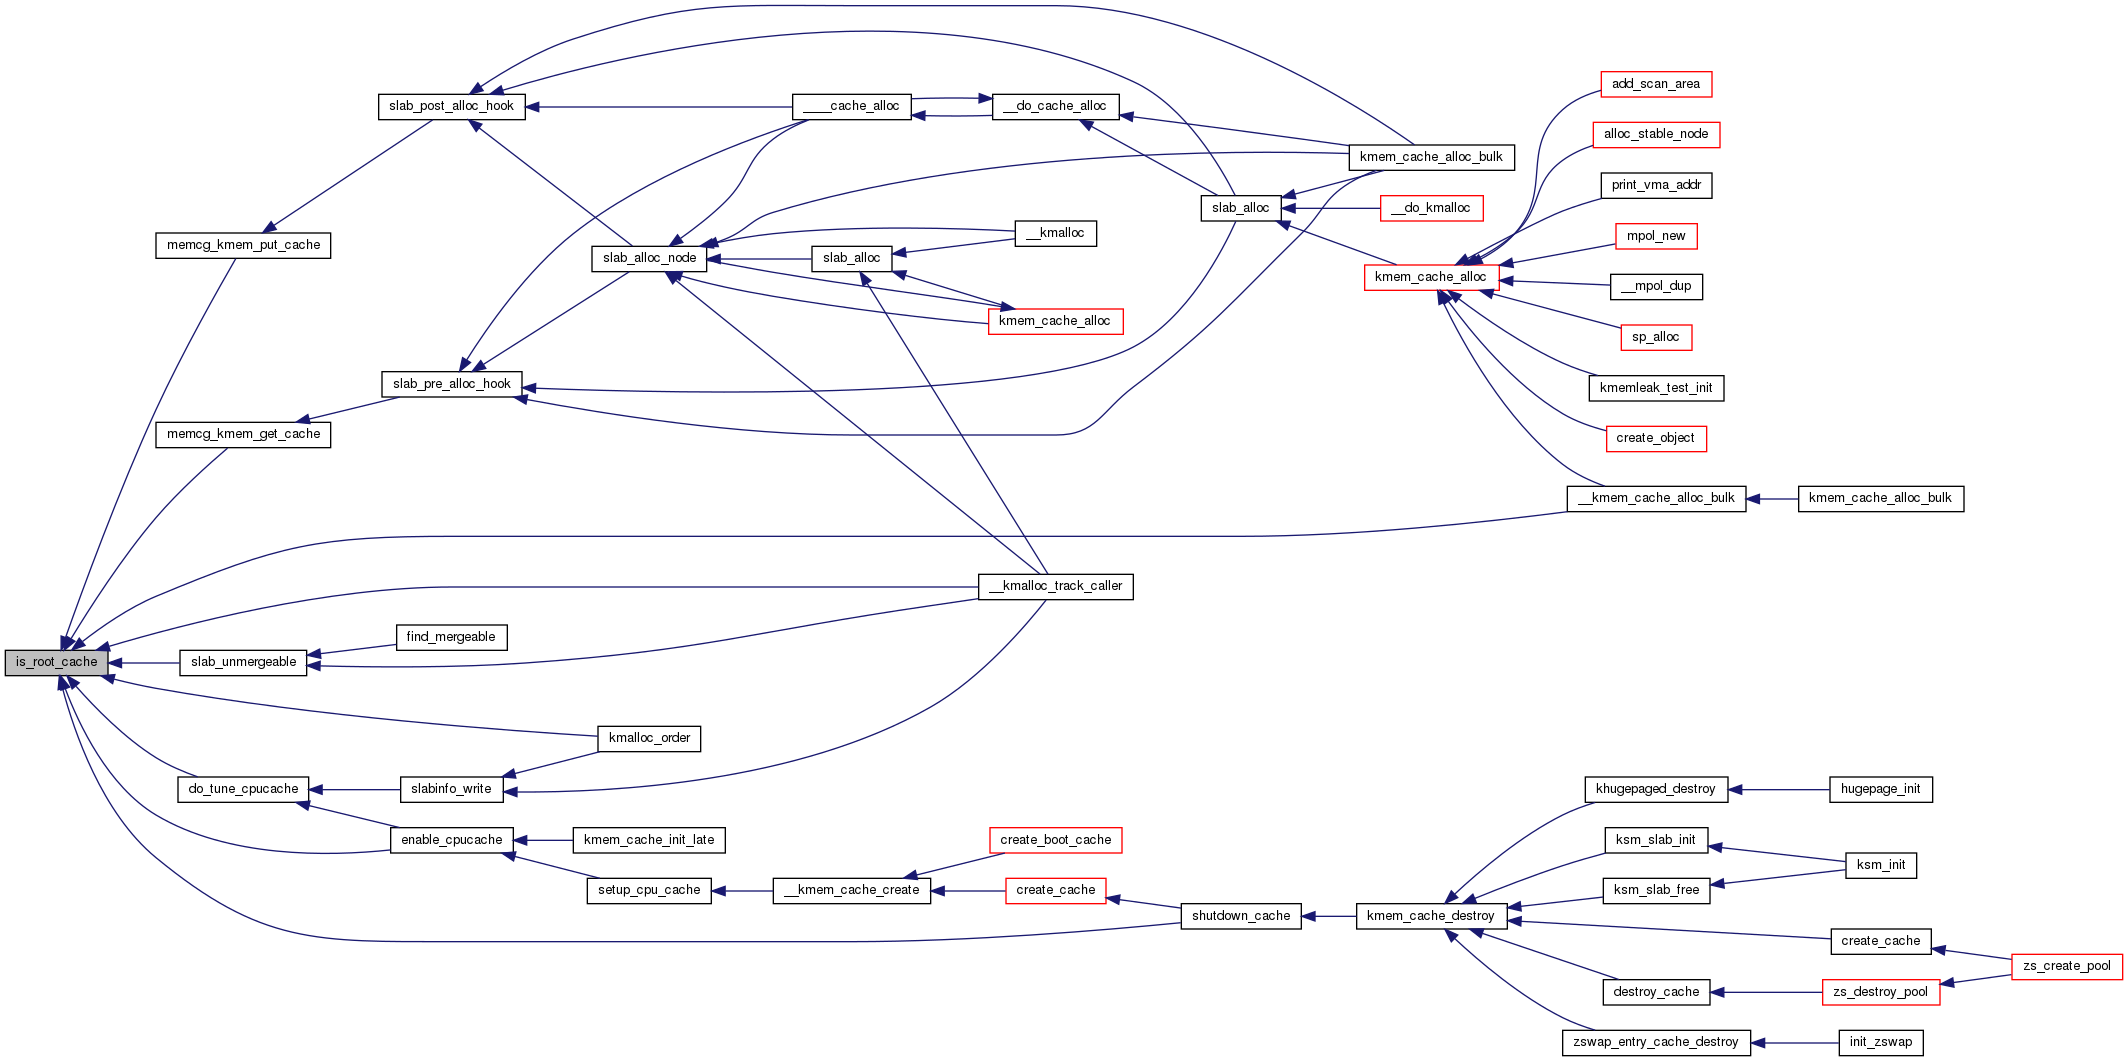 add_scan_area
slab_post_alloc_hook
____cache_alloc
__do_cache_alloc
alloc_stable_node
kmem_cache_alloc_bulk
print_vma_addr
slab_alloc
__do_kmalloc
memcg_kmem_put_cache
__kmalloc
mpol_new
slab_alloc_node
slab_alloc
kmem_cache_alloc
__mpol_dup
kmem_cache_alloc
sp_alloc
slab_pre_alloc_hook
kmemleak_test_init
memcg_kmem_get_cache
create_object
__kmem_cache_alloc_bulk
kmem_cache_alloc_bulk
__kmalloc_track_caller
find_mergeable
is_root_cache
slab_unmergeable
kmalloc_order
do_tune_cpucache
slabinfo_write
khugepaged_destroy
hugepage_init
enable_cpucache
kmem_cache_init_late
create_boot_cache
ksm_slab_init
ksm_init
setup_cpu_cache
__kmem_cache_create
create_cache
ksm_slab_free
shutdown_cache
kmem_cache_destroy
create_cache
zs_create_pool
destroy_cache
zs_destroy_pool
zswap_entry_cache_destroy
init_zswap